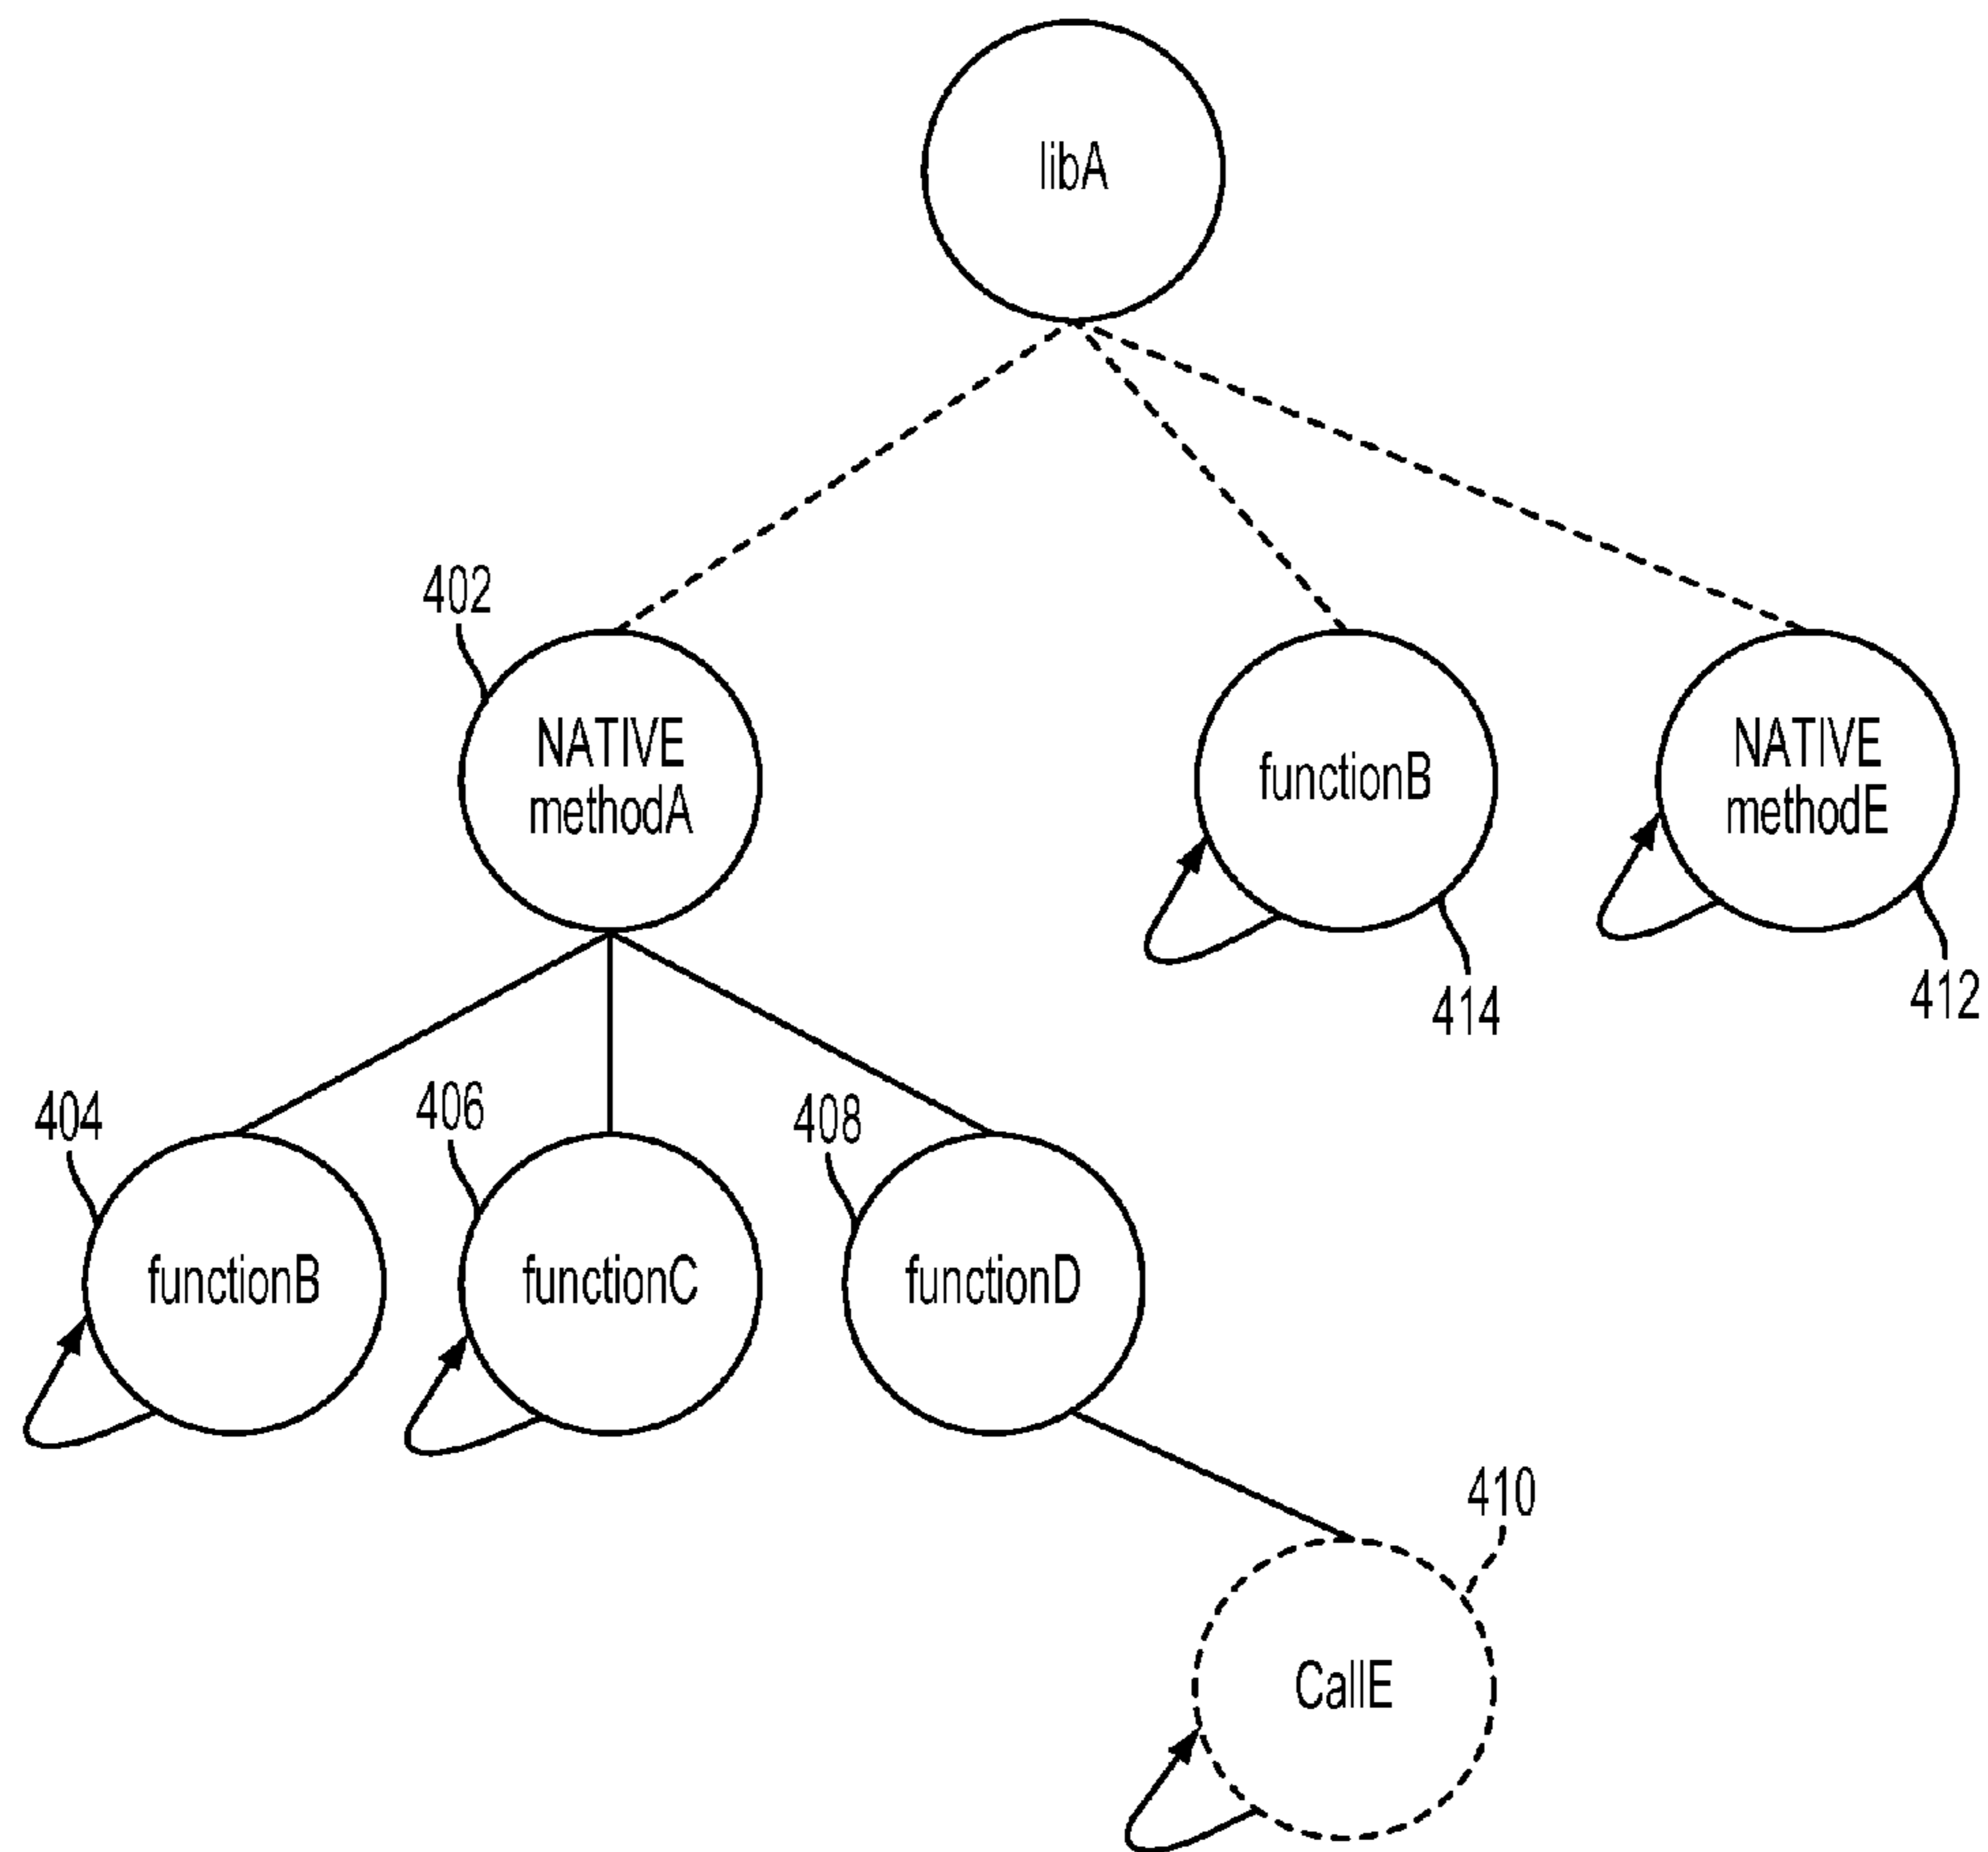 libA
402
NATIVE
methodA
functionB
NATIVE
methodE
414
412
404
406
408
functionB
functionC
functionD
410
CallE